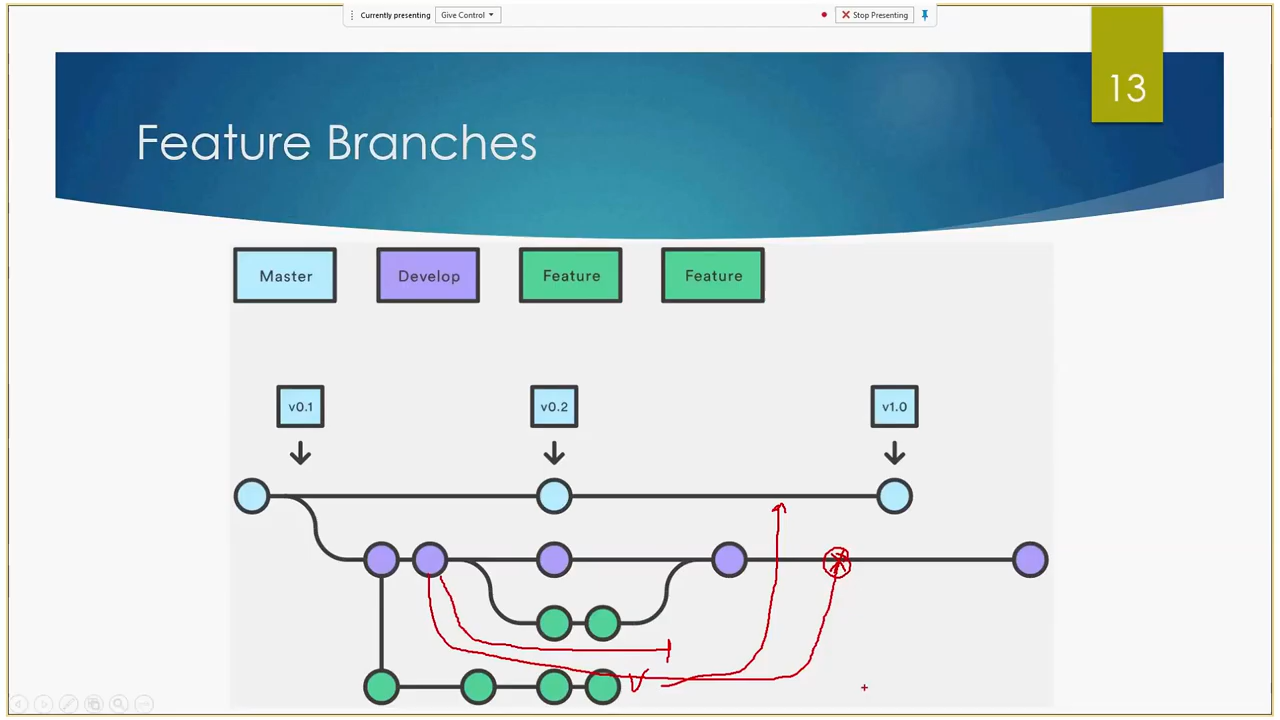 Currently presenting Give Control Stop Presenting
13
Feature Branches
Master Develop Feature Feature
v0.1 v0.2 v1.0